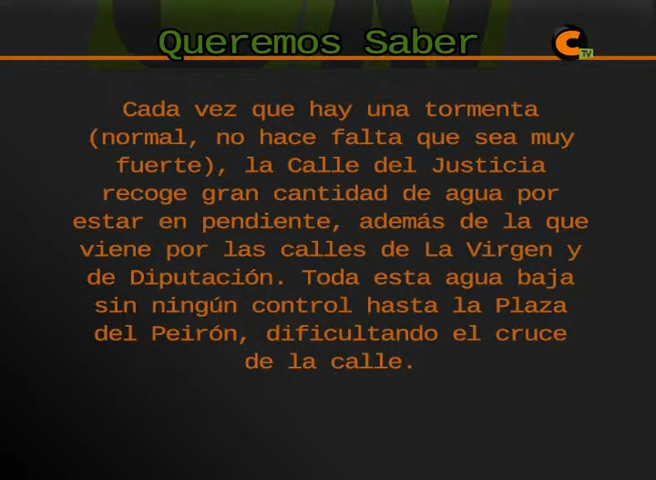 Queremos Saber
C
TV
Cada vez que hay una tormenta
(normal, no hace falta que sea muy
fuerte), la Calle del Justicia
recoge gran cantidad de agua por
estar en pendiente, además de la que
viene por las calles de La Virgen y
de Diputación. Toda esta agua baja
sin ningún control hasta la Plaza
del Peirón, dificultando el cruce
de la calle.